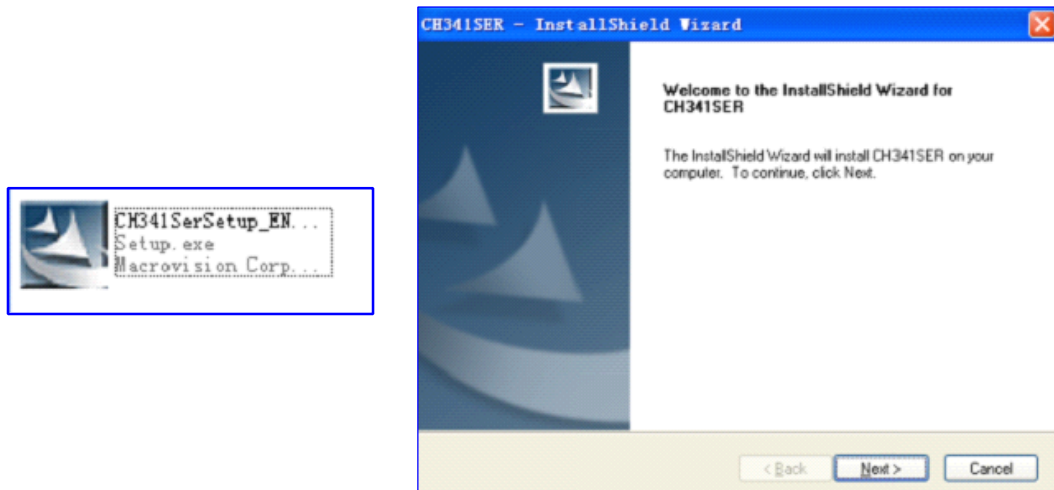 CH341SerSetup_EN...
Setup.exe
Macrovision Corp...
CH341SER - InstallShield Wizard
Welcome to the InstallShield Wizard for
CH341SER
The InstallShield Wizard will install CH341SER on your
computer. To continue, click Next.
< Back
Next >
Cancel